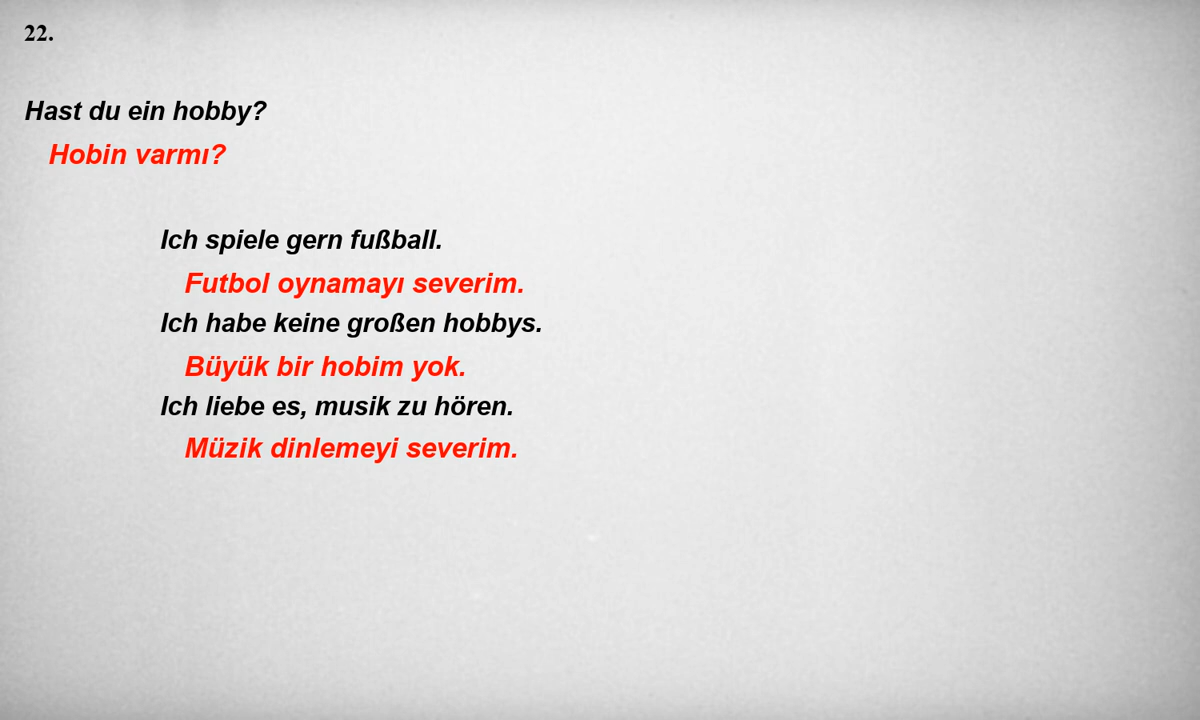 22.
Hast du ein hobby?
Hobin varmı?
Ich spiele gern fußball.
Futbol oynamayı severim.
Ich habe keine großen hobbys.
Büyük bir hobim yok.
Ich liebe es, musik zu hören.
Müzik dinlemeyi severim.